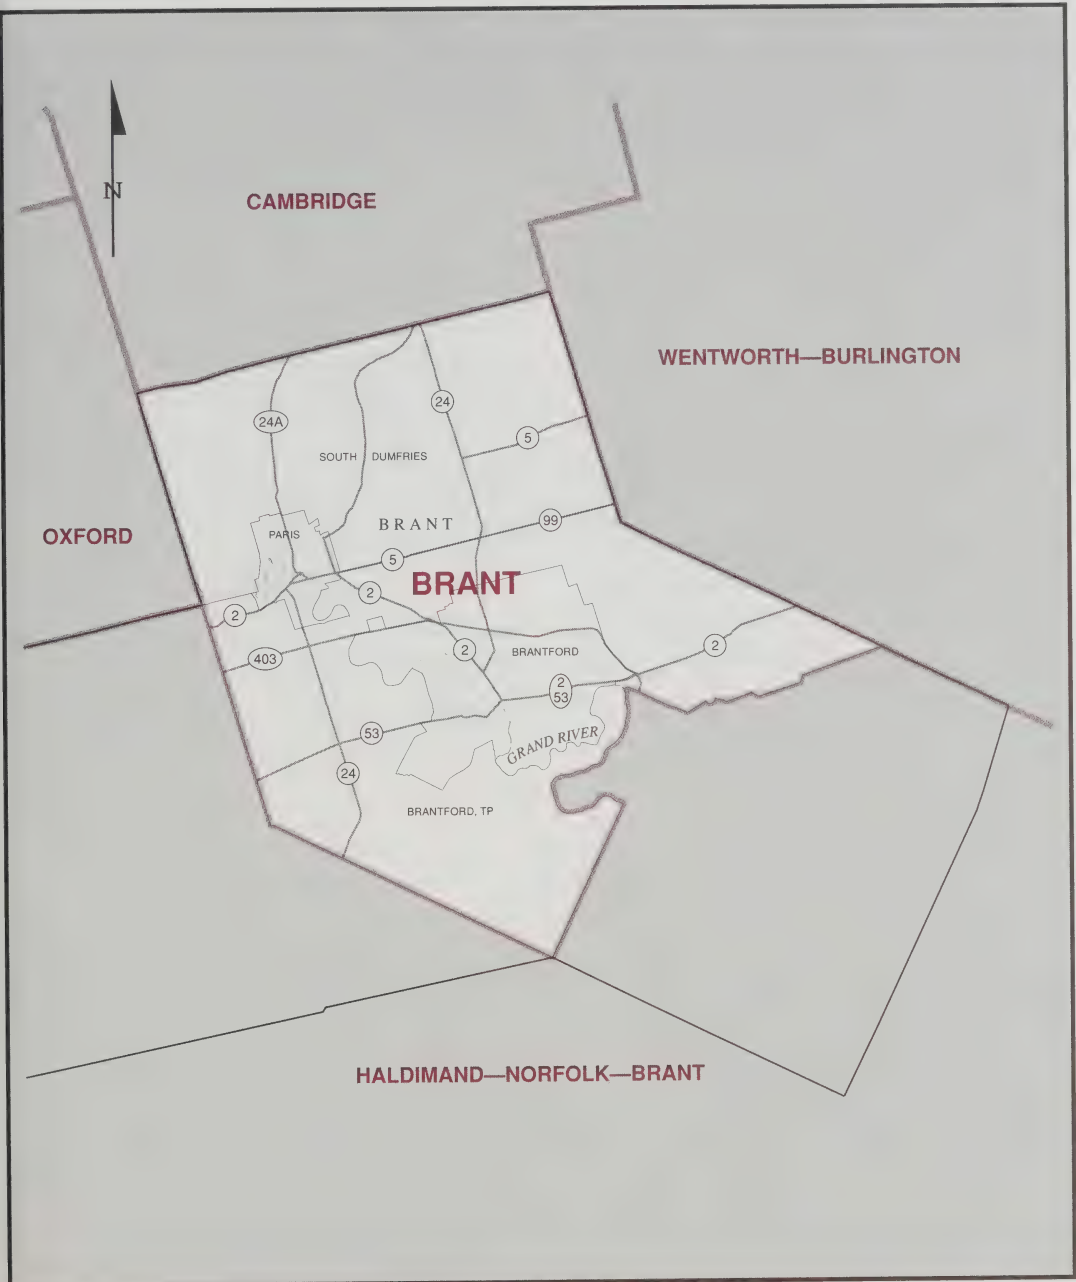 N
CAMBRIDGE
WENTWORTH—BURLINGTON
24
24A
5
SOUTH DUMFRIES
99
BRANT
PARIS
OXFORD
5
BRANT
2
2
2
BRANTFORD
2
403
2
53
53
GRAND RIVER
24
BRANTFORD, TP
HALDIMAND—NORFOLK—BRANT